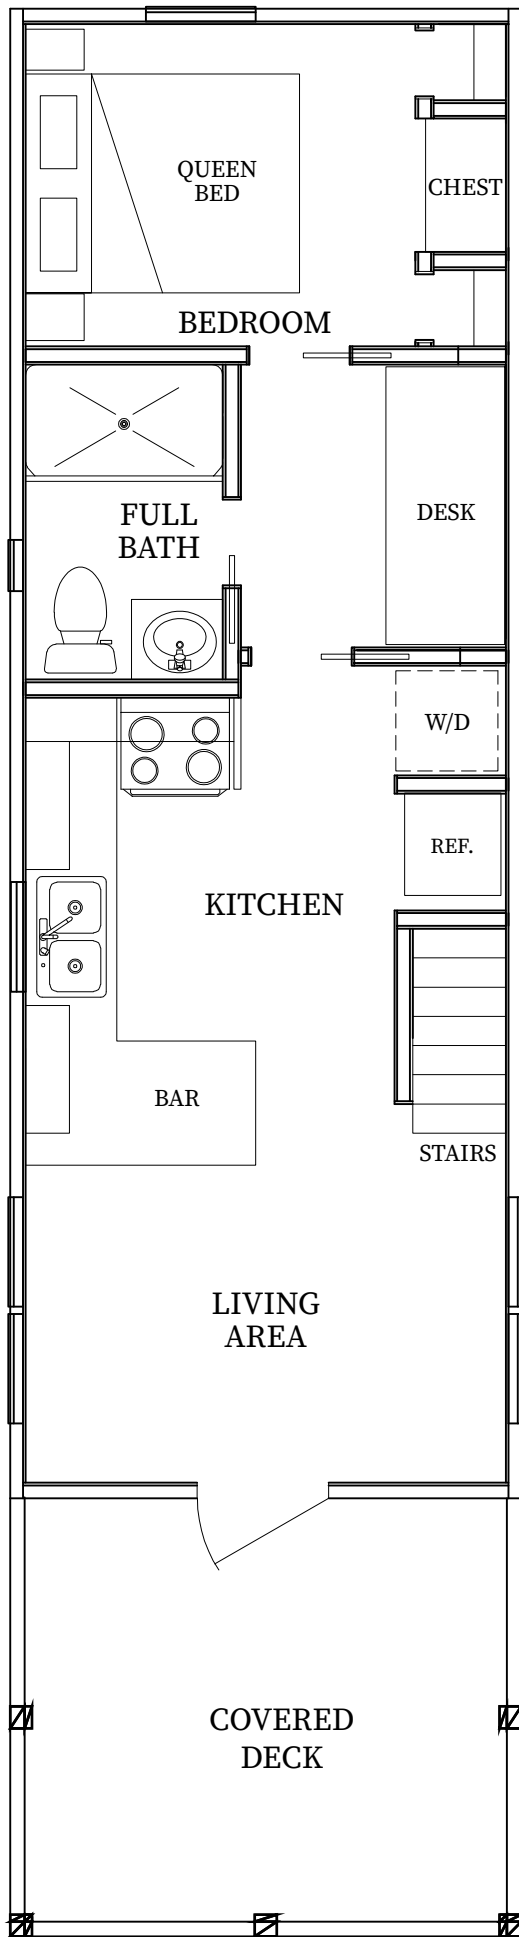 QUEEN
BED
CHEST
BEDROOM
FULL
BATH
DESK
W/D
REF.
KITCHEN
BAR
STAIRS
LIVING
AREA
COVERED
DECK